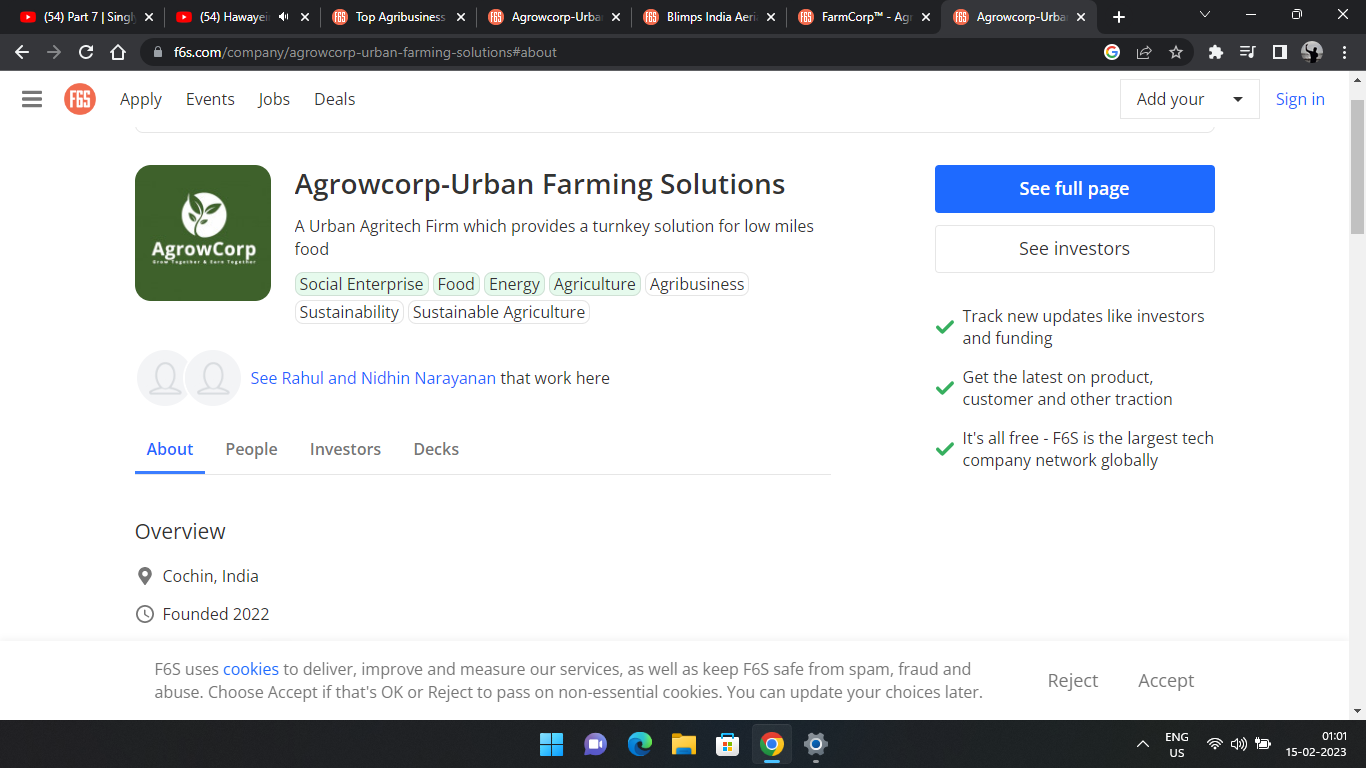 (54) Part 7 | Singl
(54) Hawayei
Top Agribusiness
Agrowcorp-Urba
Blimps India Aeri
FarmCorp™ - Agr
Agrowcorp-Urba
f6s.com/company/agrowcorp-urban-farming-solutions#about
F6S
Apply
Events
Jobs
Deals
Add your
Sign in
AgrowCorp
Grow Together & Earn Together
Agrowcorp-Urban Farming Solutions
A Urban Agritech Firm which provides a turnkey solution for low miles
food
Social Enterprise
Food
Energy
Agriculture
Agribusiness
Sustainability
Sustainable Agriculture
See Rahul and Nidhin Narayanan that work here
About
People
Investors
Decks
See full page
See investors
Track new updates like investors
and funding
Get the latest on product,
customer and other traction
It's all free - F6S is the largest tech
company network globally
Overview
Cochin, India
Founded 2022
F6S uses cookies to deliver, improve and measure our services, as well as keep F6S safe from spam, fraud and
abuse. Choose Accept if that's OK or Reject to pass on non-essential cookies. You can update your choices later.
Reject
Accept
ENG
US
01:01
15-02-2023